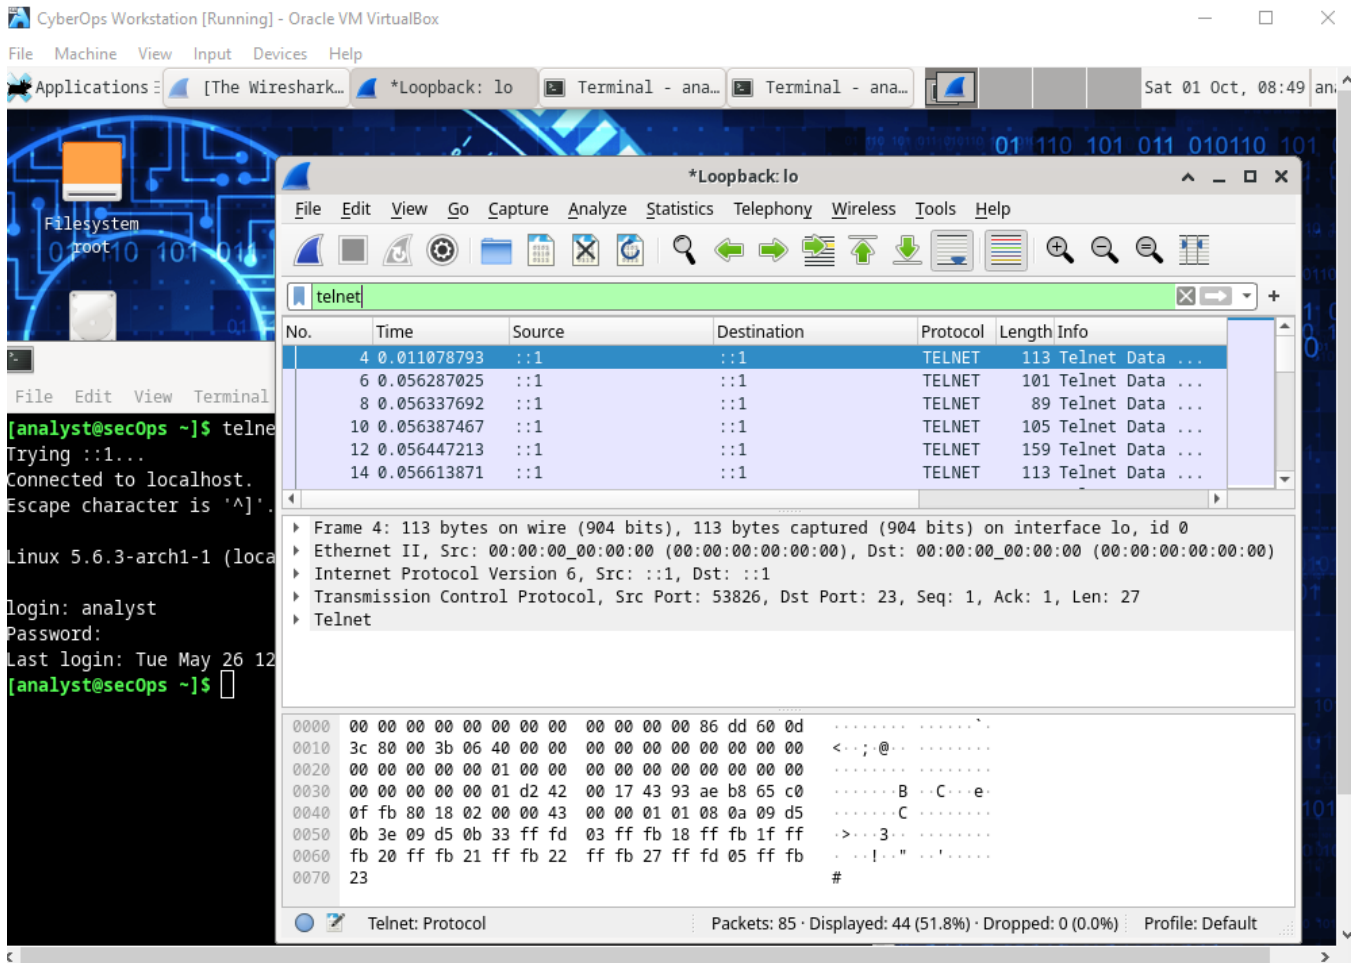 CyberOps Workstation [Running] - Oracle VM VirtualBox
File Machine View Input Devices Help
Applications [The Wireshark... *Loopback: lo Terminal - ana... Terminal - ana... Sat 01 Oct, 08:49 ana
01 110 101 011 010110 101
Filesystem
root
*Loopback: lo
File Edit View Go Capture Analyze Statistics Telephony Wireless Tools Help
telnet
No. Time Source Destination Protocol Length Info
4 0.011078793 ::1 ::1 TELNET 113 Telnet Data ...
6 0.056287025 ::1 ::1 TELNET 101 Telnet Data ...
8 0.056337692 ::1 ::1 TELNET 89 Telnet Data ...
10 0.056387467 ::1 ::1 TELNET 105 Telnet Data ...
12 0.056447213 ::1 ::1 TELNET 159 Telnet Data ...
14 0.056613871 ::1 ::1 TELNET 113 Telnet Data ...
Frame 4: 113 bytes on wire (904 bits), 113 bytes captured (904 bits) on interface lo, id 0
Ethernet II, Src: 00:00:00_00:00:00 (00:00:00:00:00:00), Dst: 00:00:00_00:00:00 (00:00:00:00:00:00)
Internet Protocol Version 6, Src: ::1, Dst: ::1
Transmission Control Protocol, Src Port: 53826, Dst Port: 23, Seq: 1, Ack: 1, Len: 27
Telnet
0000 00 00 00 00 00 00 00 00 00 00 00 00 86 dd 60 0d ········ ······`·
0010 3c 80 00 3b 06 40 00 00 00 00 00 00 00 00 00 00 <··;·@·· ········
0020 00 00 00 00 00 01 00 00 00 00 00 00 00 00 00 00 ········ ········
0030 00 00 00 00 00 01 d2 42 00 17 43 93 ae b8 65 c0 ·······B ··C···e·
0040 0f fb 80 18 02 00 00 43 00 00 01 01 08 0a 09 d5 ·······C ········
0050 0b 3e 09 d5 0b 33 ff fd 03 ff fb 18 ff fb 1f ff ·>···3·· ········
0060 fb 20 ff fb 21 ff fb 22 ff fb 27 ff fd 05 ff fb · ··!··" ··'·····
0070 23 #
Telnet: Protocol Packets: 85 · Displayed: 44 (51.8%) · Dropped: 0 (0.0%) Profile: Default
File Edit View Terminal
[analyst@secOps ~]$ telne
Trying ::1...
Connected to localhost.
Escape character is '^]'.
Linux 5.6.3-arch1-1 (loca
login: analyst
Password:
Last login: Tue May 26 12
[analyst@secOps ~]$